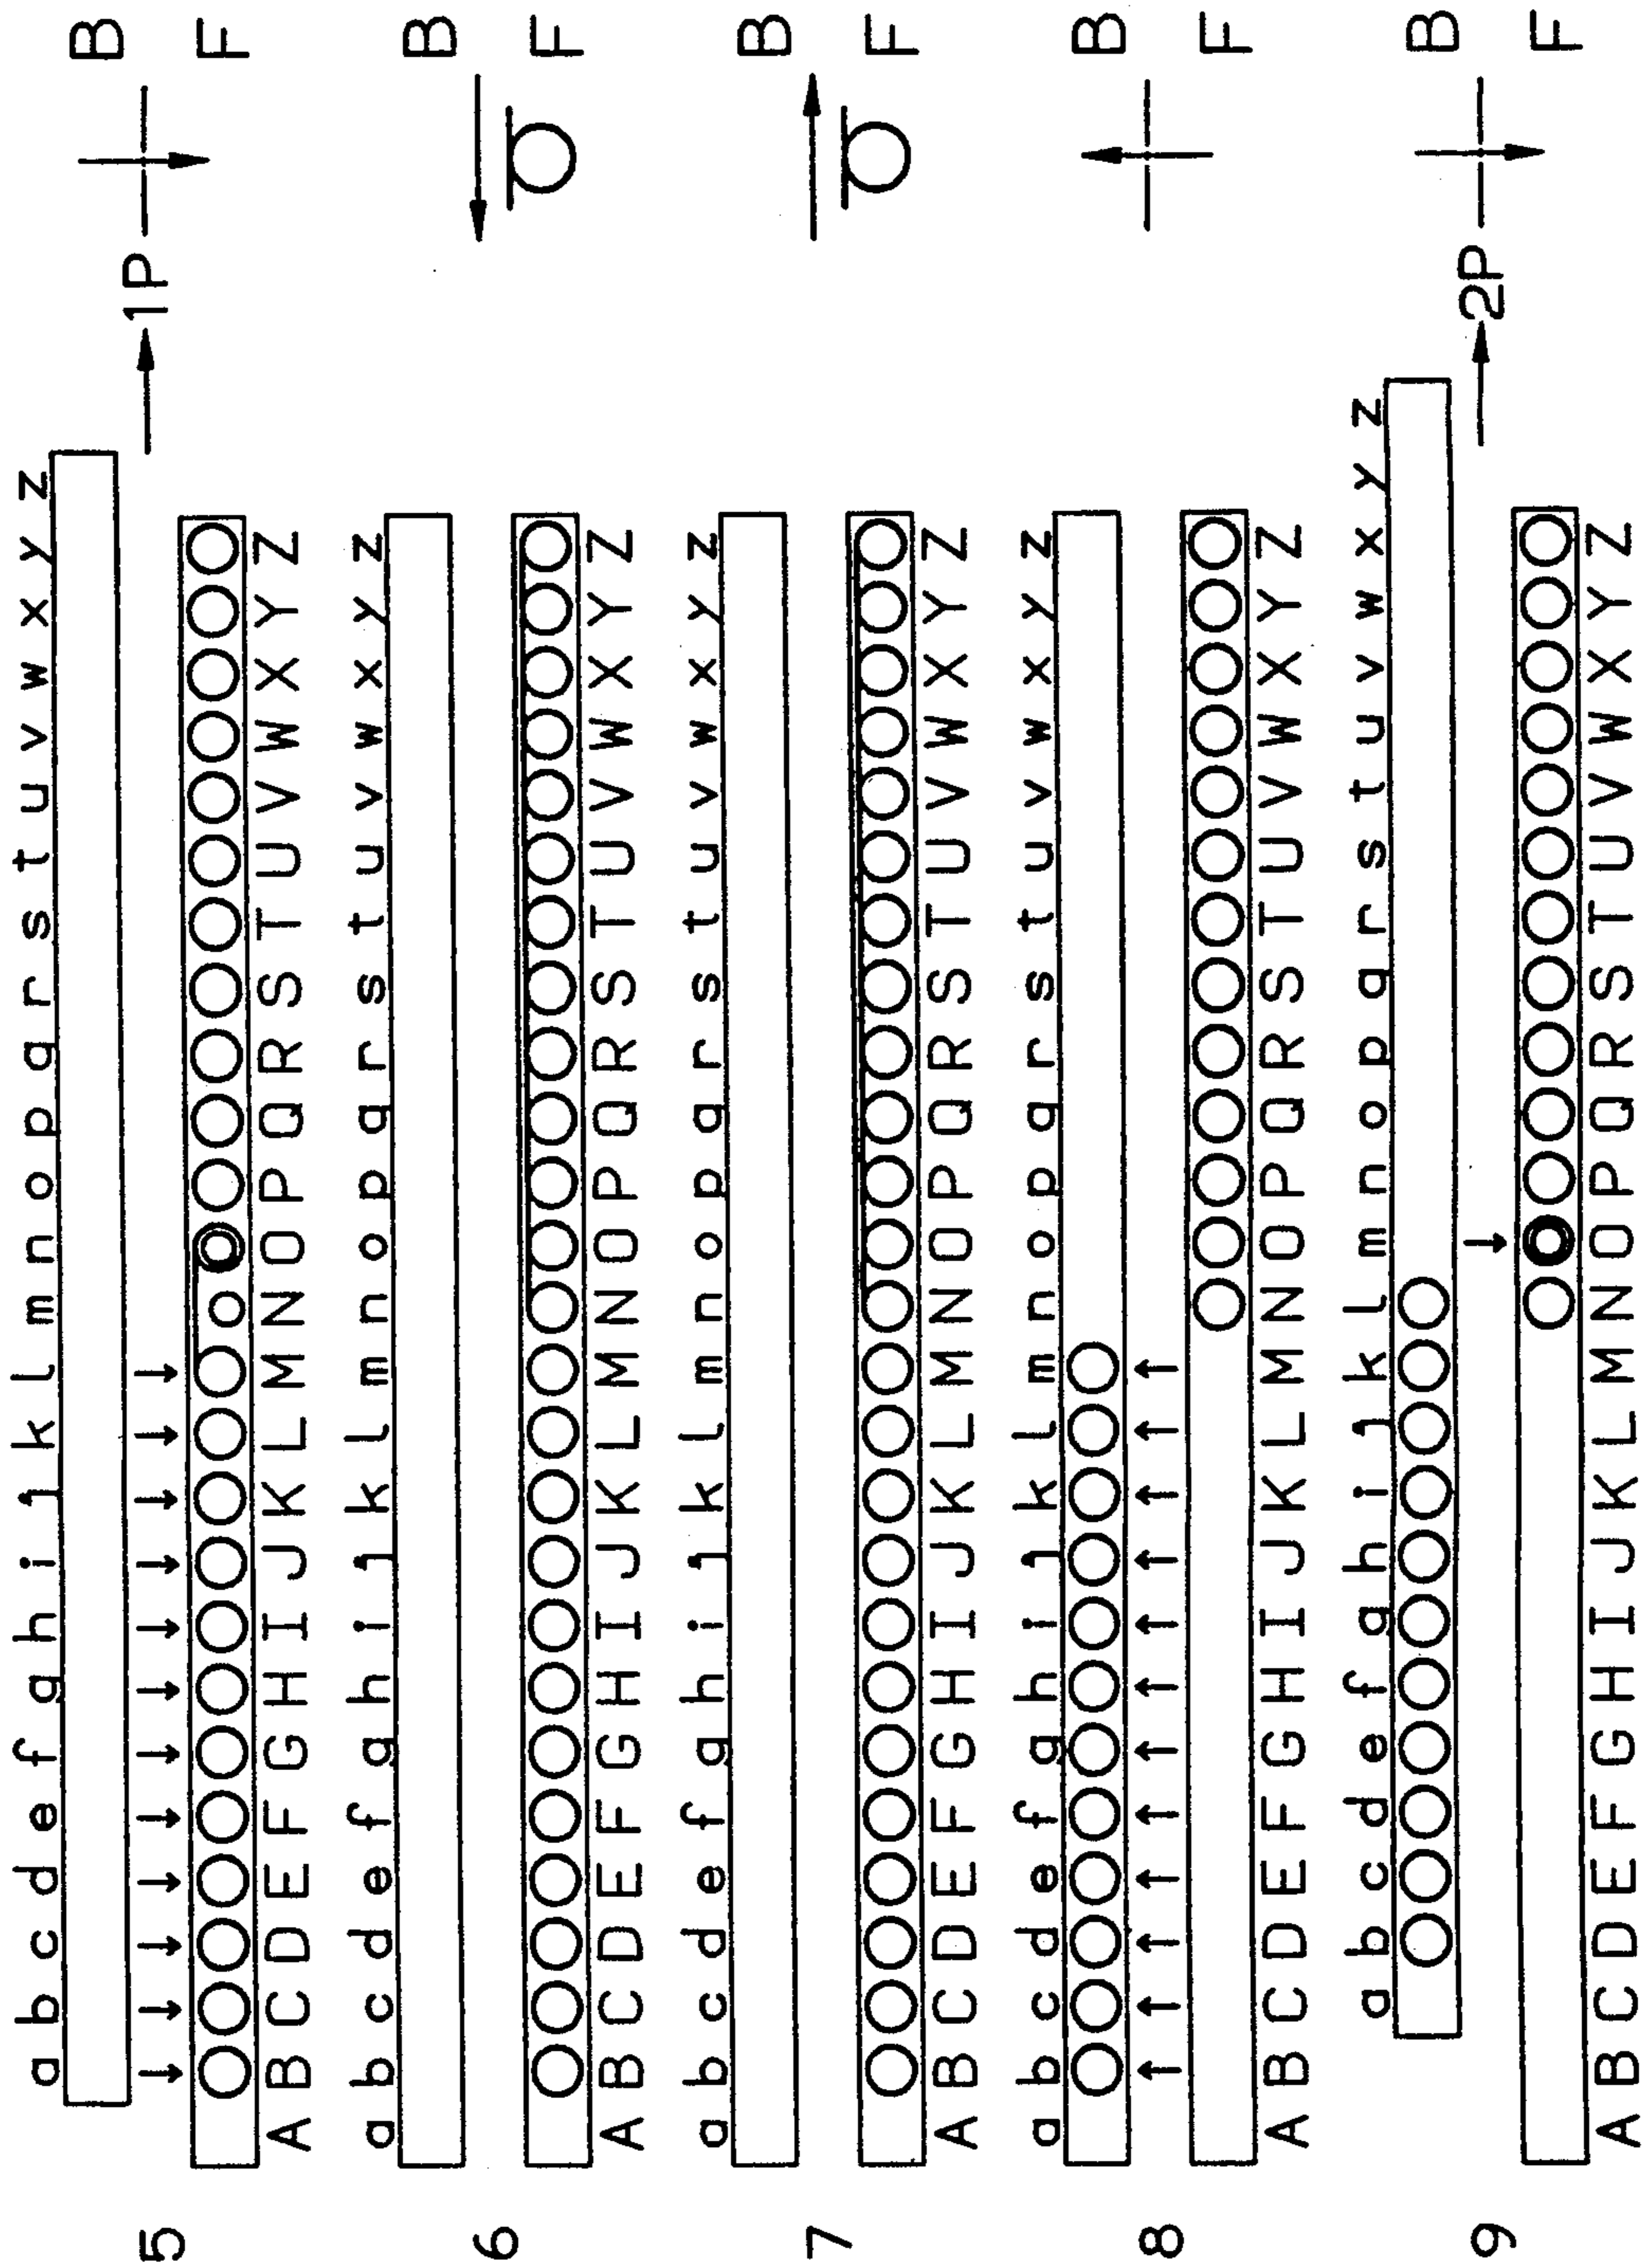 a b c d e f g h i j k l m n o p q r s t u v w x y z B
5 1P
A B C D E F G H I J K L M N O P Q R S T U V W X Y Z F
a b c d e f g h i j k l m n o p q r s t u v w x y z B
6
A B C D E F G H I J K L M N O P Q R S T U V W X Y Z F
a b c d e f g h i j k l m n o p q r s t u v w x y z B
7
A B C D E F G H I J K L M N O P Q R S T U V W X Y Z F
a b c d e f g h i j k l m n o p q r s t u v w x y z B
8
A B C D E F G H I J K L M N O P Q R S T U V W X Y Z F
a b c d e f g h i j k l m n o p q r s t u v w x y z B
9 2P
A B C D E F G H I J K L M N O P Q R S T U V W X Y Z F